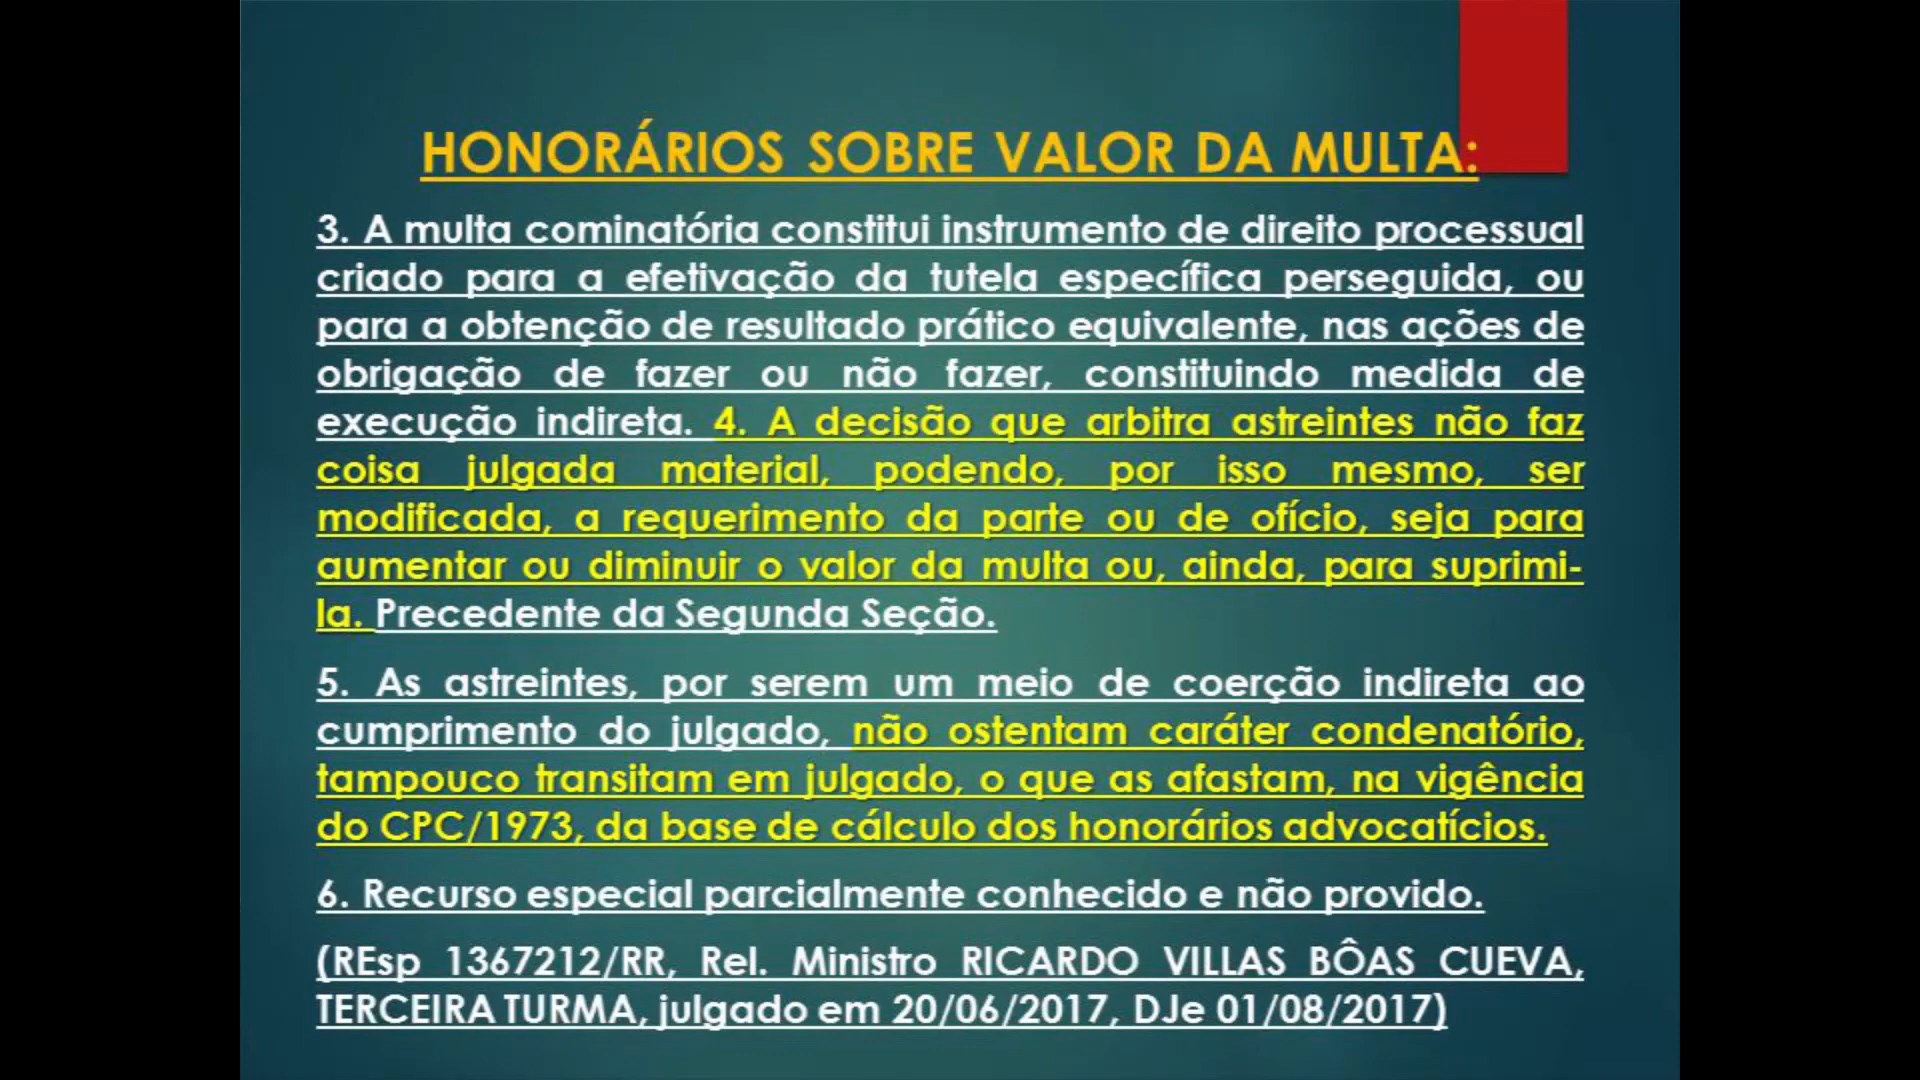 HONORÁRIOS SOBRE VALOR DA MULTA:
3. A multa cominatória constitui instrumento de direito processual
criado para a efetivação da tutela específica perseguida, ou
para a obtenção de resultado prático equivalente, nas ações de
obrigação de fazer ou não fazer, constituindo medida de
execução indireta. 4. A decisão que arbitra astreintes não faz
coisa julgada material, podendo, por isso mesmo, ser
modificada, a requerimento da parte ou de ofício, seja para
aumentar ou diminuir o valor da multa ou, ainda, para suprimi-
la. Precedente da Segunda Seção.
5. As astreintes, por serem um meio de coerção indireta ao
cumprimento do julgado, não ostentam caráter condenatório,
tampouco transitam em julgado, o que as afastam, na vigência
do CPC/1973, da base de cálculo dos honorários advocatícios.
6. Recurso especial parcialmente conhecido e não provido.
(REsp 1367212/RR, Rel. Ministro RICARDO VILLAS BÔAS CUEVA,
TERCEIRA TURMA, julgado em 20/06/2017, DJe 01/08/2017)